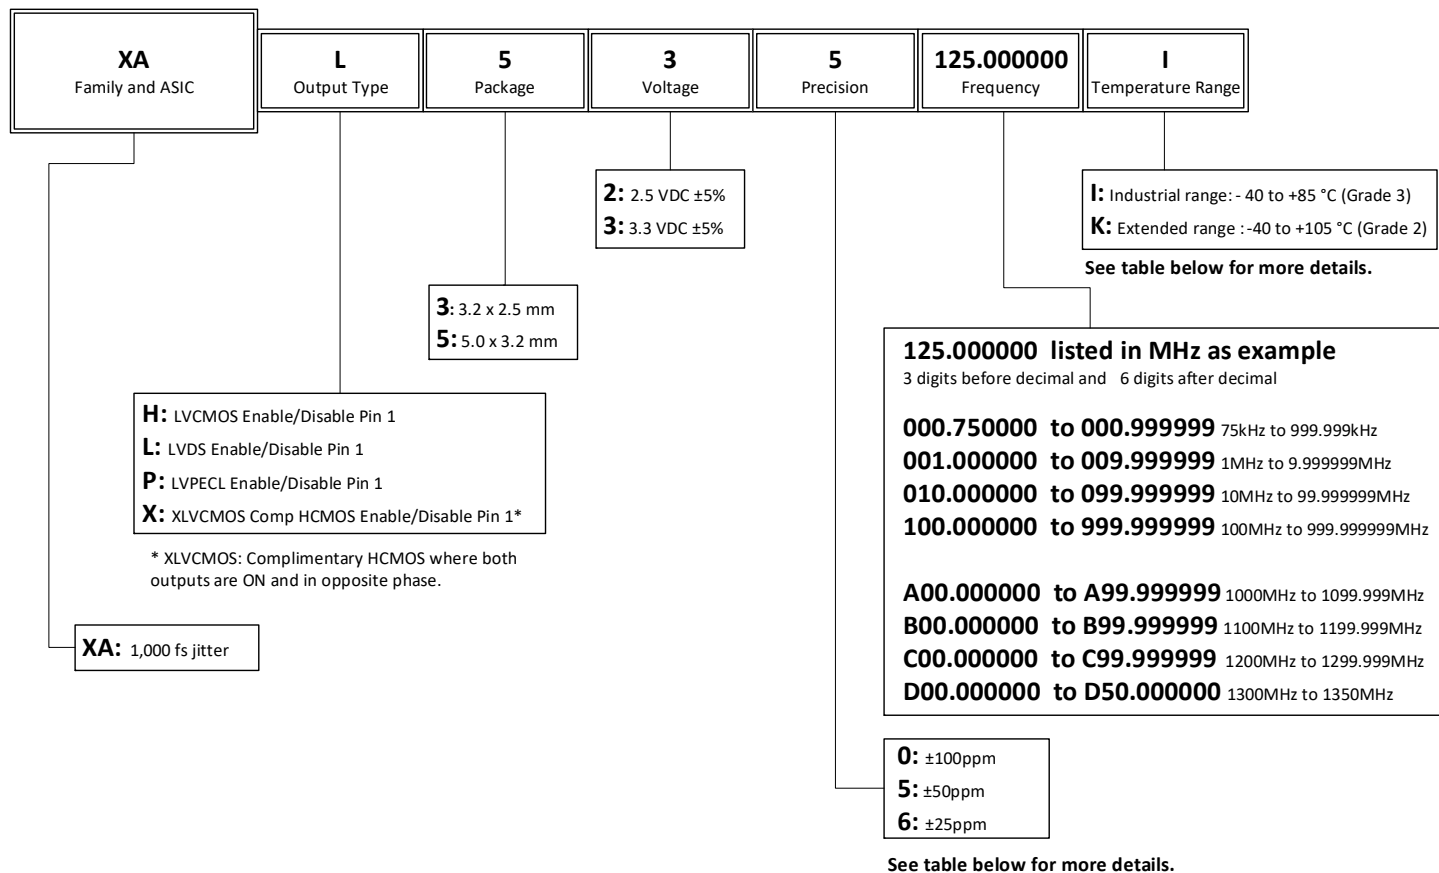 XA
Family and ASIC
L
Output Type
5
Package
3
Voltage
5
Precision
125.000000
Frequency
I
Temperature Range
2: 2.5 VDC ±5%
3: 3.3 VDC ±5%
I: Industrial range: - 40 to +85 °C (Grade 3)
K: Extended range : -40 to +105 °C (Grade 2)
See table below for more details.
3: 3.2 x 2.5 mm
5: 5.0 x 3.2 mm
125.000000 listed in MHz as example
3 digits before decimal and 6 digits after decimal
000.750000 to 000.999999 75kHz to 999.999kHz
001.000000 to 009.999999 1MHz to 9.999999MHz
010.000000 to 099.999999 10MHz to 99.999999MHz
100.000000 to 999.999999 100MHz to 999.999999MHz
A00.000000 to A99.999999 1000MHz to 1099.999MHz
B00.000000 to B99.999999 1100MHz to 1199.999MHz
C00.000000 to C99.999999 1200MHz to 1299.999MHz
D00.000000 to D50.000000 1300MHz to 1350MHz
H: LVCMOS Enable/Disable Pin 1
L: LVDS Enable/Disable Pin 1
P: LVPECL Enable/Disable Pin 1
X: XLVCMOS Comp HCMOS Enable/Disable Pin 1*
* XLVCMOS: Complimentary HCMOS where both
outputs are ON and in opposite phase.
XA: 1,000 fs jitter
0: ±100ppm
5: ±50ppm
6: ±25ppm
See table below for more details.